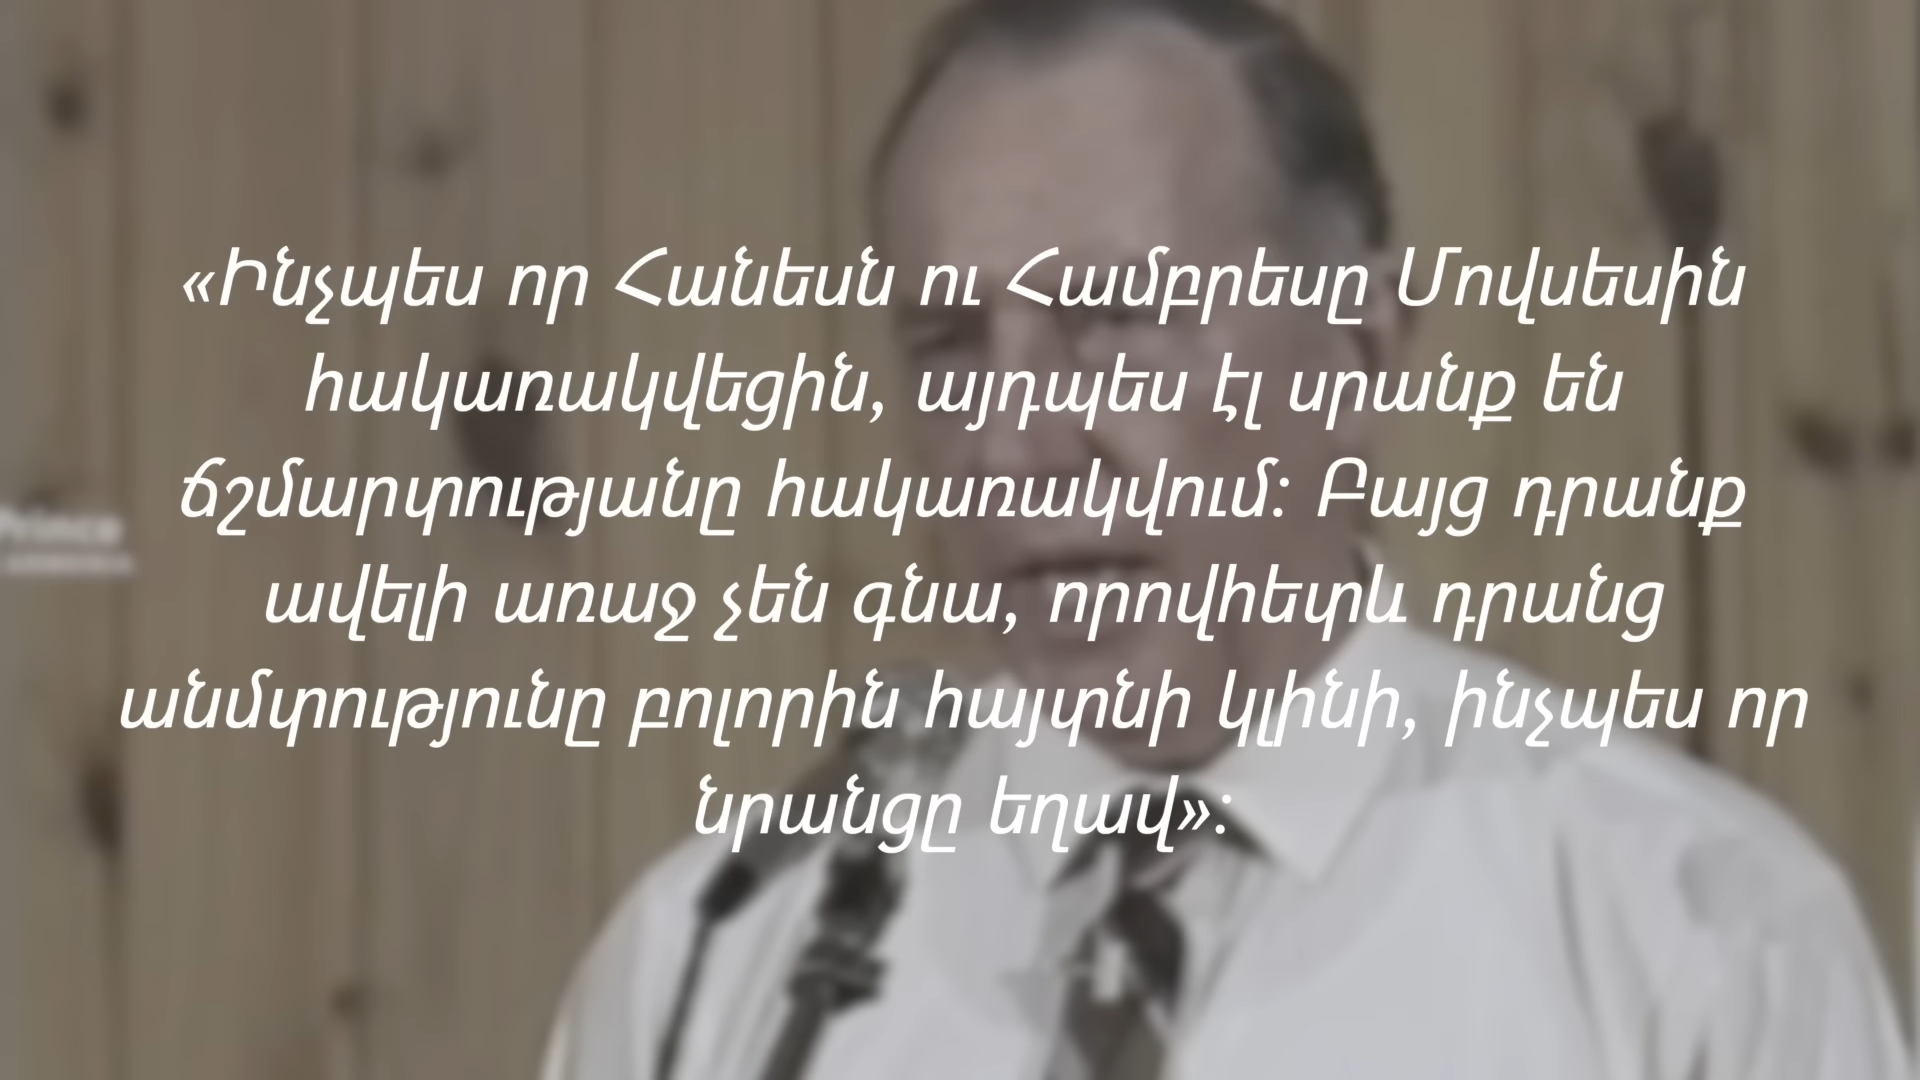 «Ինչպես որ Հանեսն ու Համբրեսը Մովսեսին
հակառակվեցին, այդպես էլ սրանք են
ճշմարտությանը հակառակվում: Բայց դրանք
ավելի առաջ չեն գնա, որովհետև դրանց
անմտությունը բոլորին հայտնի կլինի, ինչպես որ
նրանցը եղավ»:
Prince